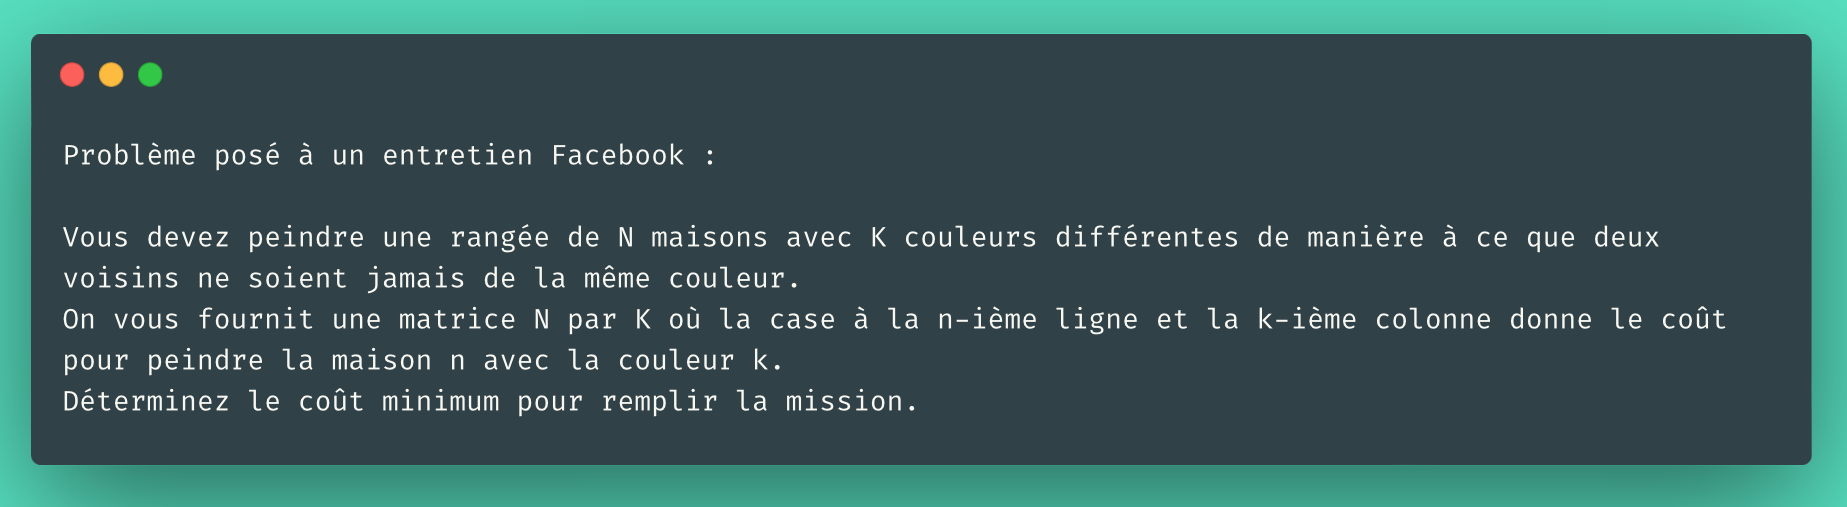 Problème posé à un entretien Facebook :
Vous devez peindre une rangée de N maisons avec K couleurs différentes de manière à ce que deux
voisins ne soient jamais de la même couleur.
On vous fournit une matrice N par K où la case à la n-ième ligne et la k-ième colonne donne le coût
pour peindre la maison n avec la couleur k.
Déterminez le coût minimum pour remplir la mission.